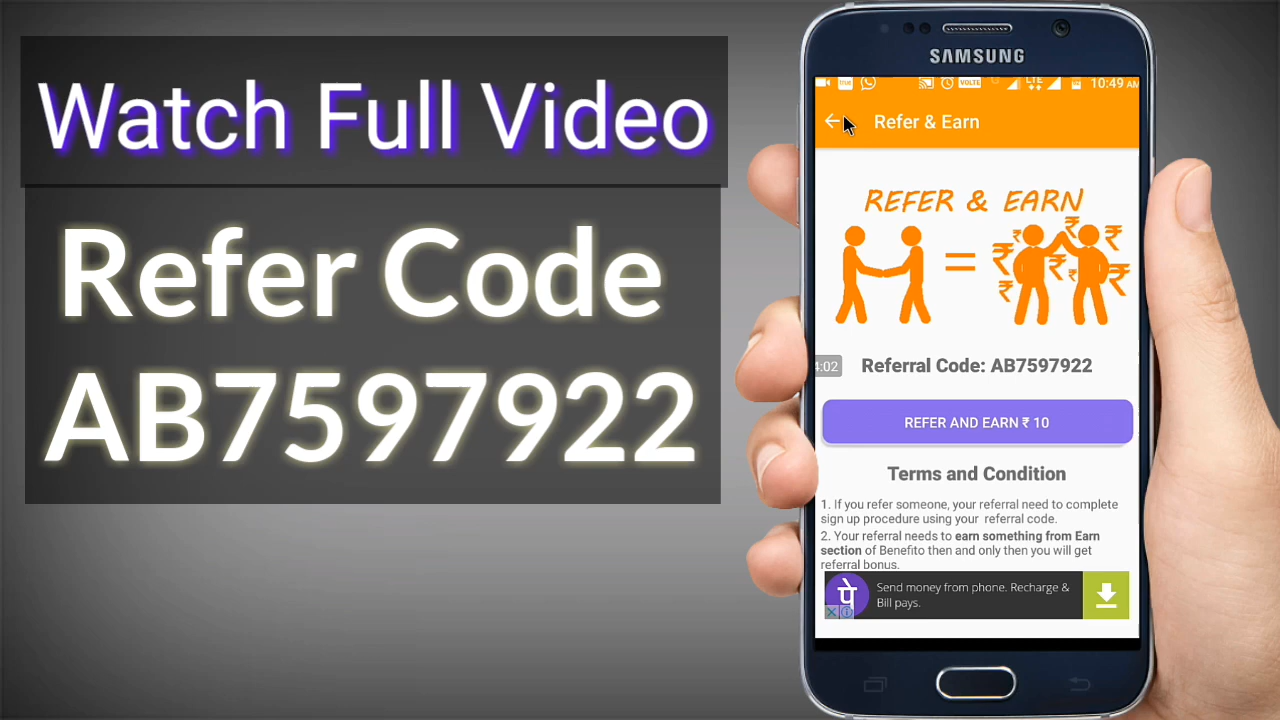 Watch Full Video
Refer Code
AB7597922
SAMSUNG
true
VOLTE
LTE
10:49 AM
Refer & Earn
REFER & EARN
=
₹ ₹ ₹ ₹ ₹ ₹ ₹ ₹
4:02
Referral Code: AB7597922
REFER AND EARN ₹ 10
Terms and Condition
1. If you refer someone, your referral need to complete
sign up procedure using your referral code.
2. Your referral needs to earn something from Earn
section of Benefito then and only then you will get
referral bonus.
पे
Send money from phone. Recharge &
Bill pays.